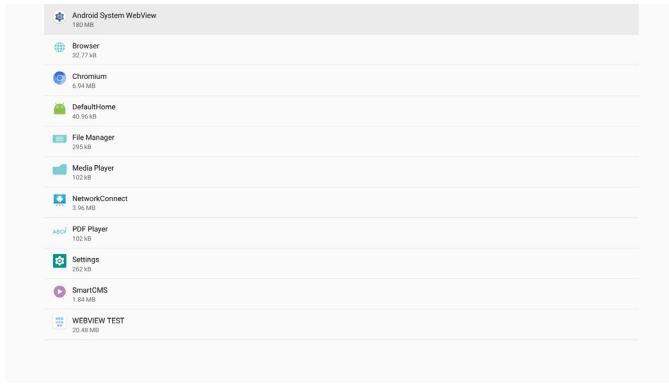 Android System WebView
180 MB
Browser
32.77 kB
Chromium
6.94 MB
DefaultHome
40.96 kB
File Manager
295 kB
Media Player
102 kB
NetworkConnect
3.96 MB
PDF Player
102 kB
Settings
262 kB
SmartCMS
1.84 MB
WEBVIEW TEST
20.48 MB